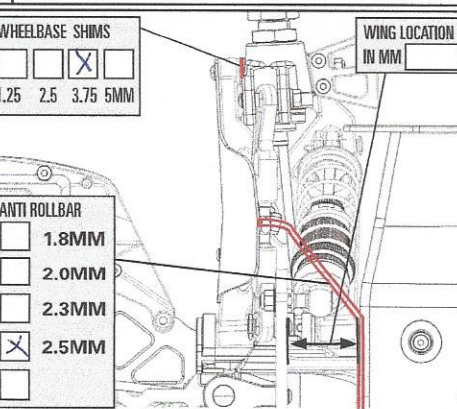 WHEELBASE SHIMS
1.25 2.5 3.75 5MM
WING LOCATION
IN MM
ANTI ROLLBAR
1.8MM
2.0MM
2.3MM
2.5MM